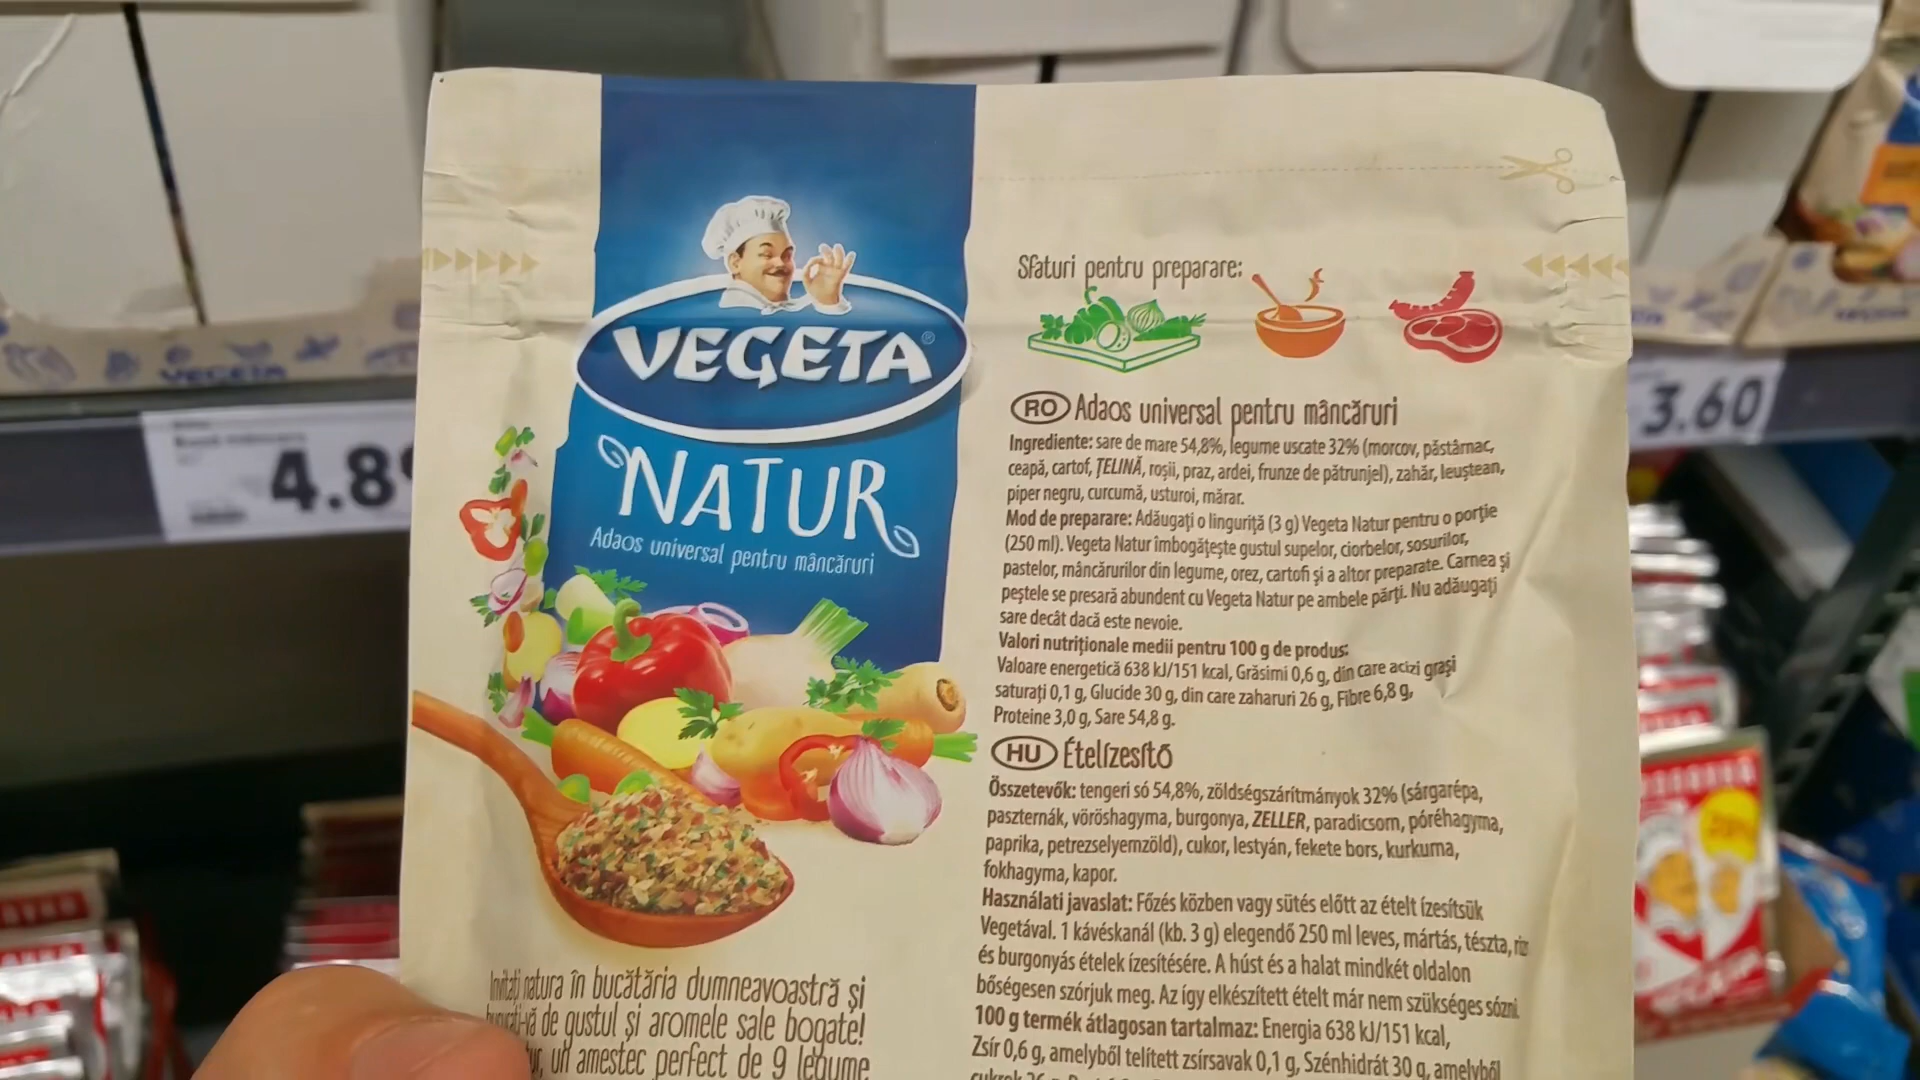 VEGETA®
NATUR
Adaos universal pentru mâncăruri
Invitați natura în bucătăria dumneavoastră și
de gustul și aromele sale bogate!
un amestec perfect de 9 legume
Sfaturi pentru preparare:
RO Adaos universal pentru mâncăruri
Ingrediente: sare de mare 54,8%, legume uscate 32% (morcov, păstârnac,
ceapă, cartof, ȚELINĂ, roșii, praz, ardei, frunze de pătrunjel), zahăr, leuștean,
piper negru, curcumă, usturoi, mărar.
Mod de preparare: Adăugați o linguriță (3 g) Vegeta Natur pentru o porție
(250 ml). Vegeta Natur îmbogățește gustul supelor, ciorbelor, sosurilor,
pastelor, mâncărurilor din legume, orez, cartofi și a altor preparate. Carnea și
peștele se presară abundent cu Vegeta Natur pe ambele părți. Nu adăugați
sare decât dacă este nevoie.
Valori nutriționale medii pentru 100 g de produs:
Valoare energetică 638 kJ/151 kcal, Grăsimi 0,6 g, din care acizi grași
saturați 0,1 g, Glucide 30 g, din care zaharuri 26 g, Fibre 6,8 g,
Proteine 3,0 g, Sare 54,8 g.
HU Ételízesítő
Összetevők: tengeri só 54,8%, zöldségszárítmányok 32% (sárgarépa,
paszternák, vöröshagyma, burgonya, ZELLER, paradicsom, póréhagyma,
paprika, petrezselyemzöld), cukor, lestyán, fekete bors, kurkuma,
fokhagyma, kapor.
Használati javaslat: Főzés közben vagy sütés előtt az ételt ízesítsük
Vegetával. 1 kávéskanál (kb. 3 g) elegendő 250 ml leves, mártás, tészta, rizs
és burgonyás ételek ízesítésére. A húst és a halat mindkét oldalon
bőségesen szórjuk meg. Az így elkészített ételt már nem szükséges sózni.
100 g termék átlagosan tartalmaz: Energia 638 kJ/151 kcal,
Zsír 0,6 g, amelyből telített zsírsavak 0,1 g, Szénhidrát 30 g, amelyből
4.8
3.60
VEGETA